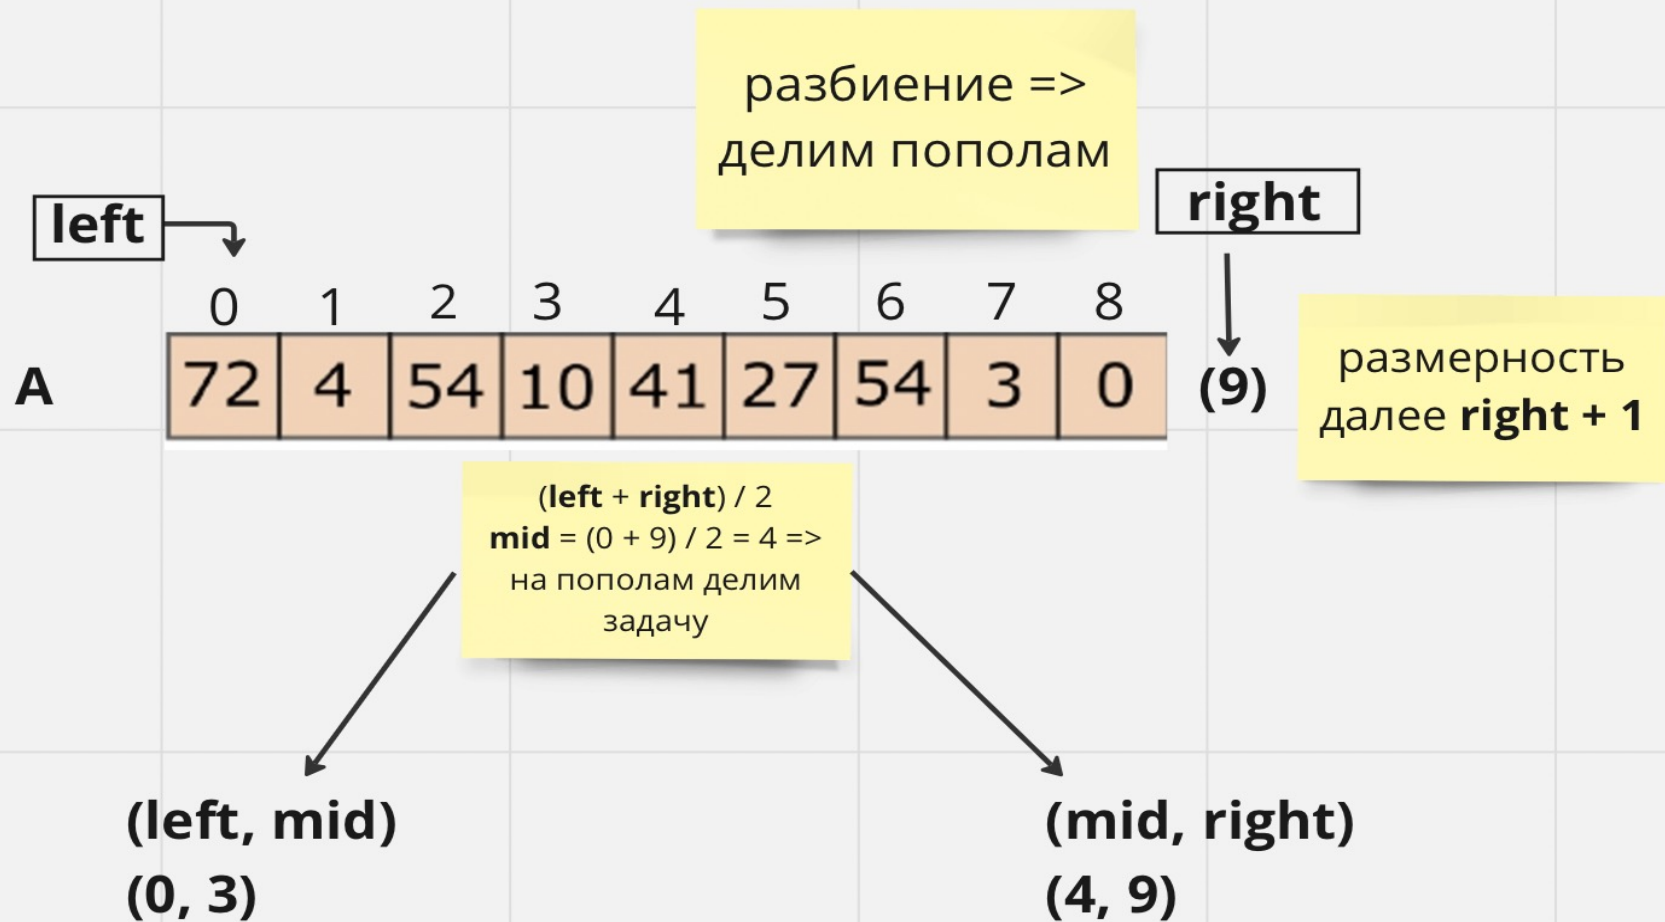 разбиение =>
делим пополам
left
right
0 1 2 3 4 5 6 7 8
A 72 4 54 10 41 27 54 3 0 (9)
размерность
далее right + 1
(left + right) / 2
mid = (0 + 9) / 2 = 4 =>
на пополам делим
задачу
(left, mid)
(0, 3)
(mid, right)
(4, 9)